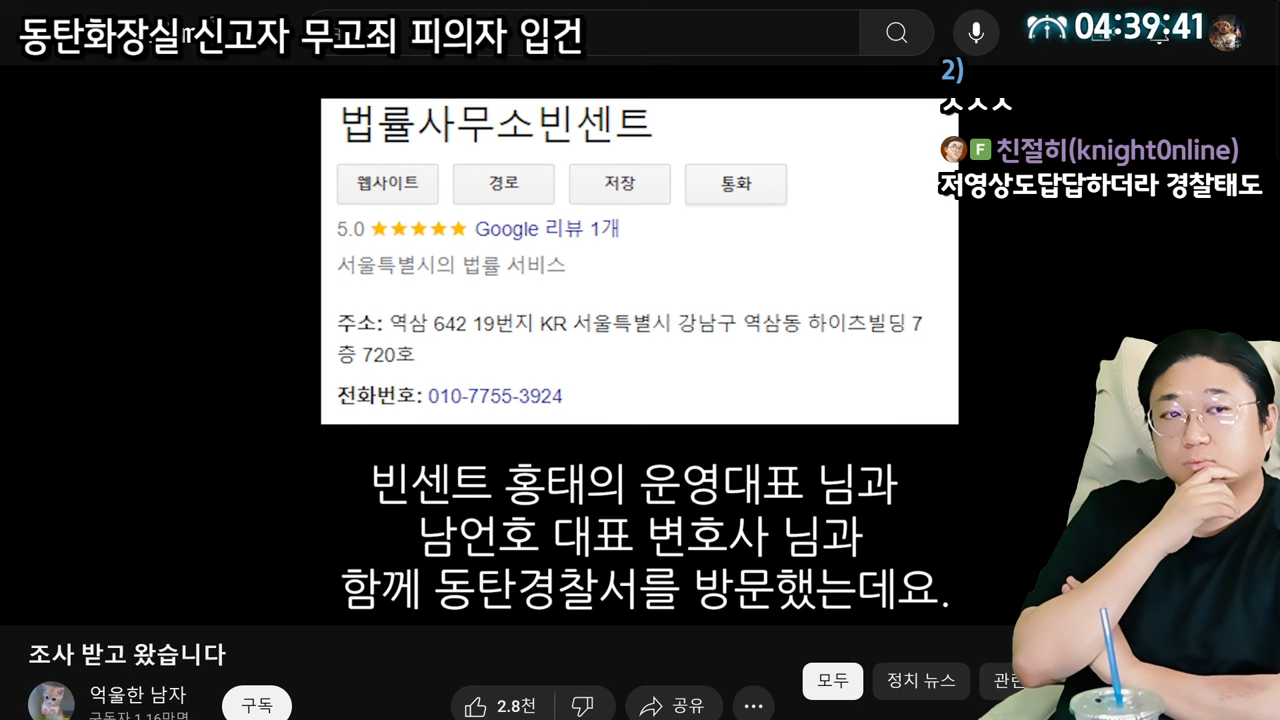 동탄화장실 신고자 무고죄 피의자 입건
04:39:41
2)
ㅅㅅㅅ
F 친절히(knight0nline)
저영상도답답하더라 경찰태도
법률사무소빈센트
웹사이트 경로 저장 통화
5.0 ★★★★★ Google 리뷰 1개
서울특별시의 법률 서비스
주소: 역삼 642 19번지 KR 서울특별시 강남구 역삼동 하이츠빌딩 7
층 720호
전화번호: 010-7755-3924
빈센트 홍태의 운영대표 님과
남언호 대표 변호사 님과
함께 동탄경찰서를 방문했는데요.
조사 받고 왔습니다
억울한 남자
구독자 1.16만명
구독
2.8천
공유
모두 정치 뉴스